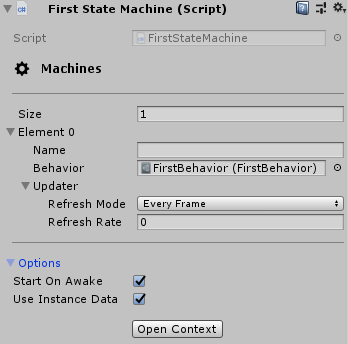 First State Machine (Script)
Script FirstStateMachine
Machines
Size 1
Element 0
Name
Behavior FirstBehavior (FirstBehavior)
Updater
Refresh Mode Every Frame
Refresh Rate 0
Options
Start On Awake
Use Instance Data
Open Context